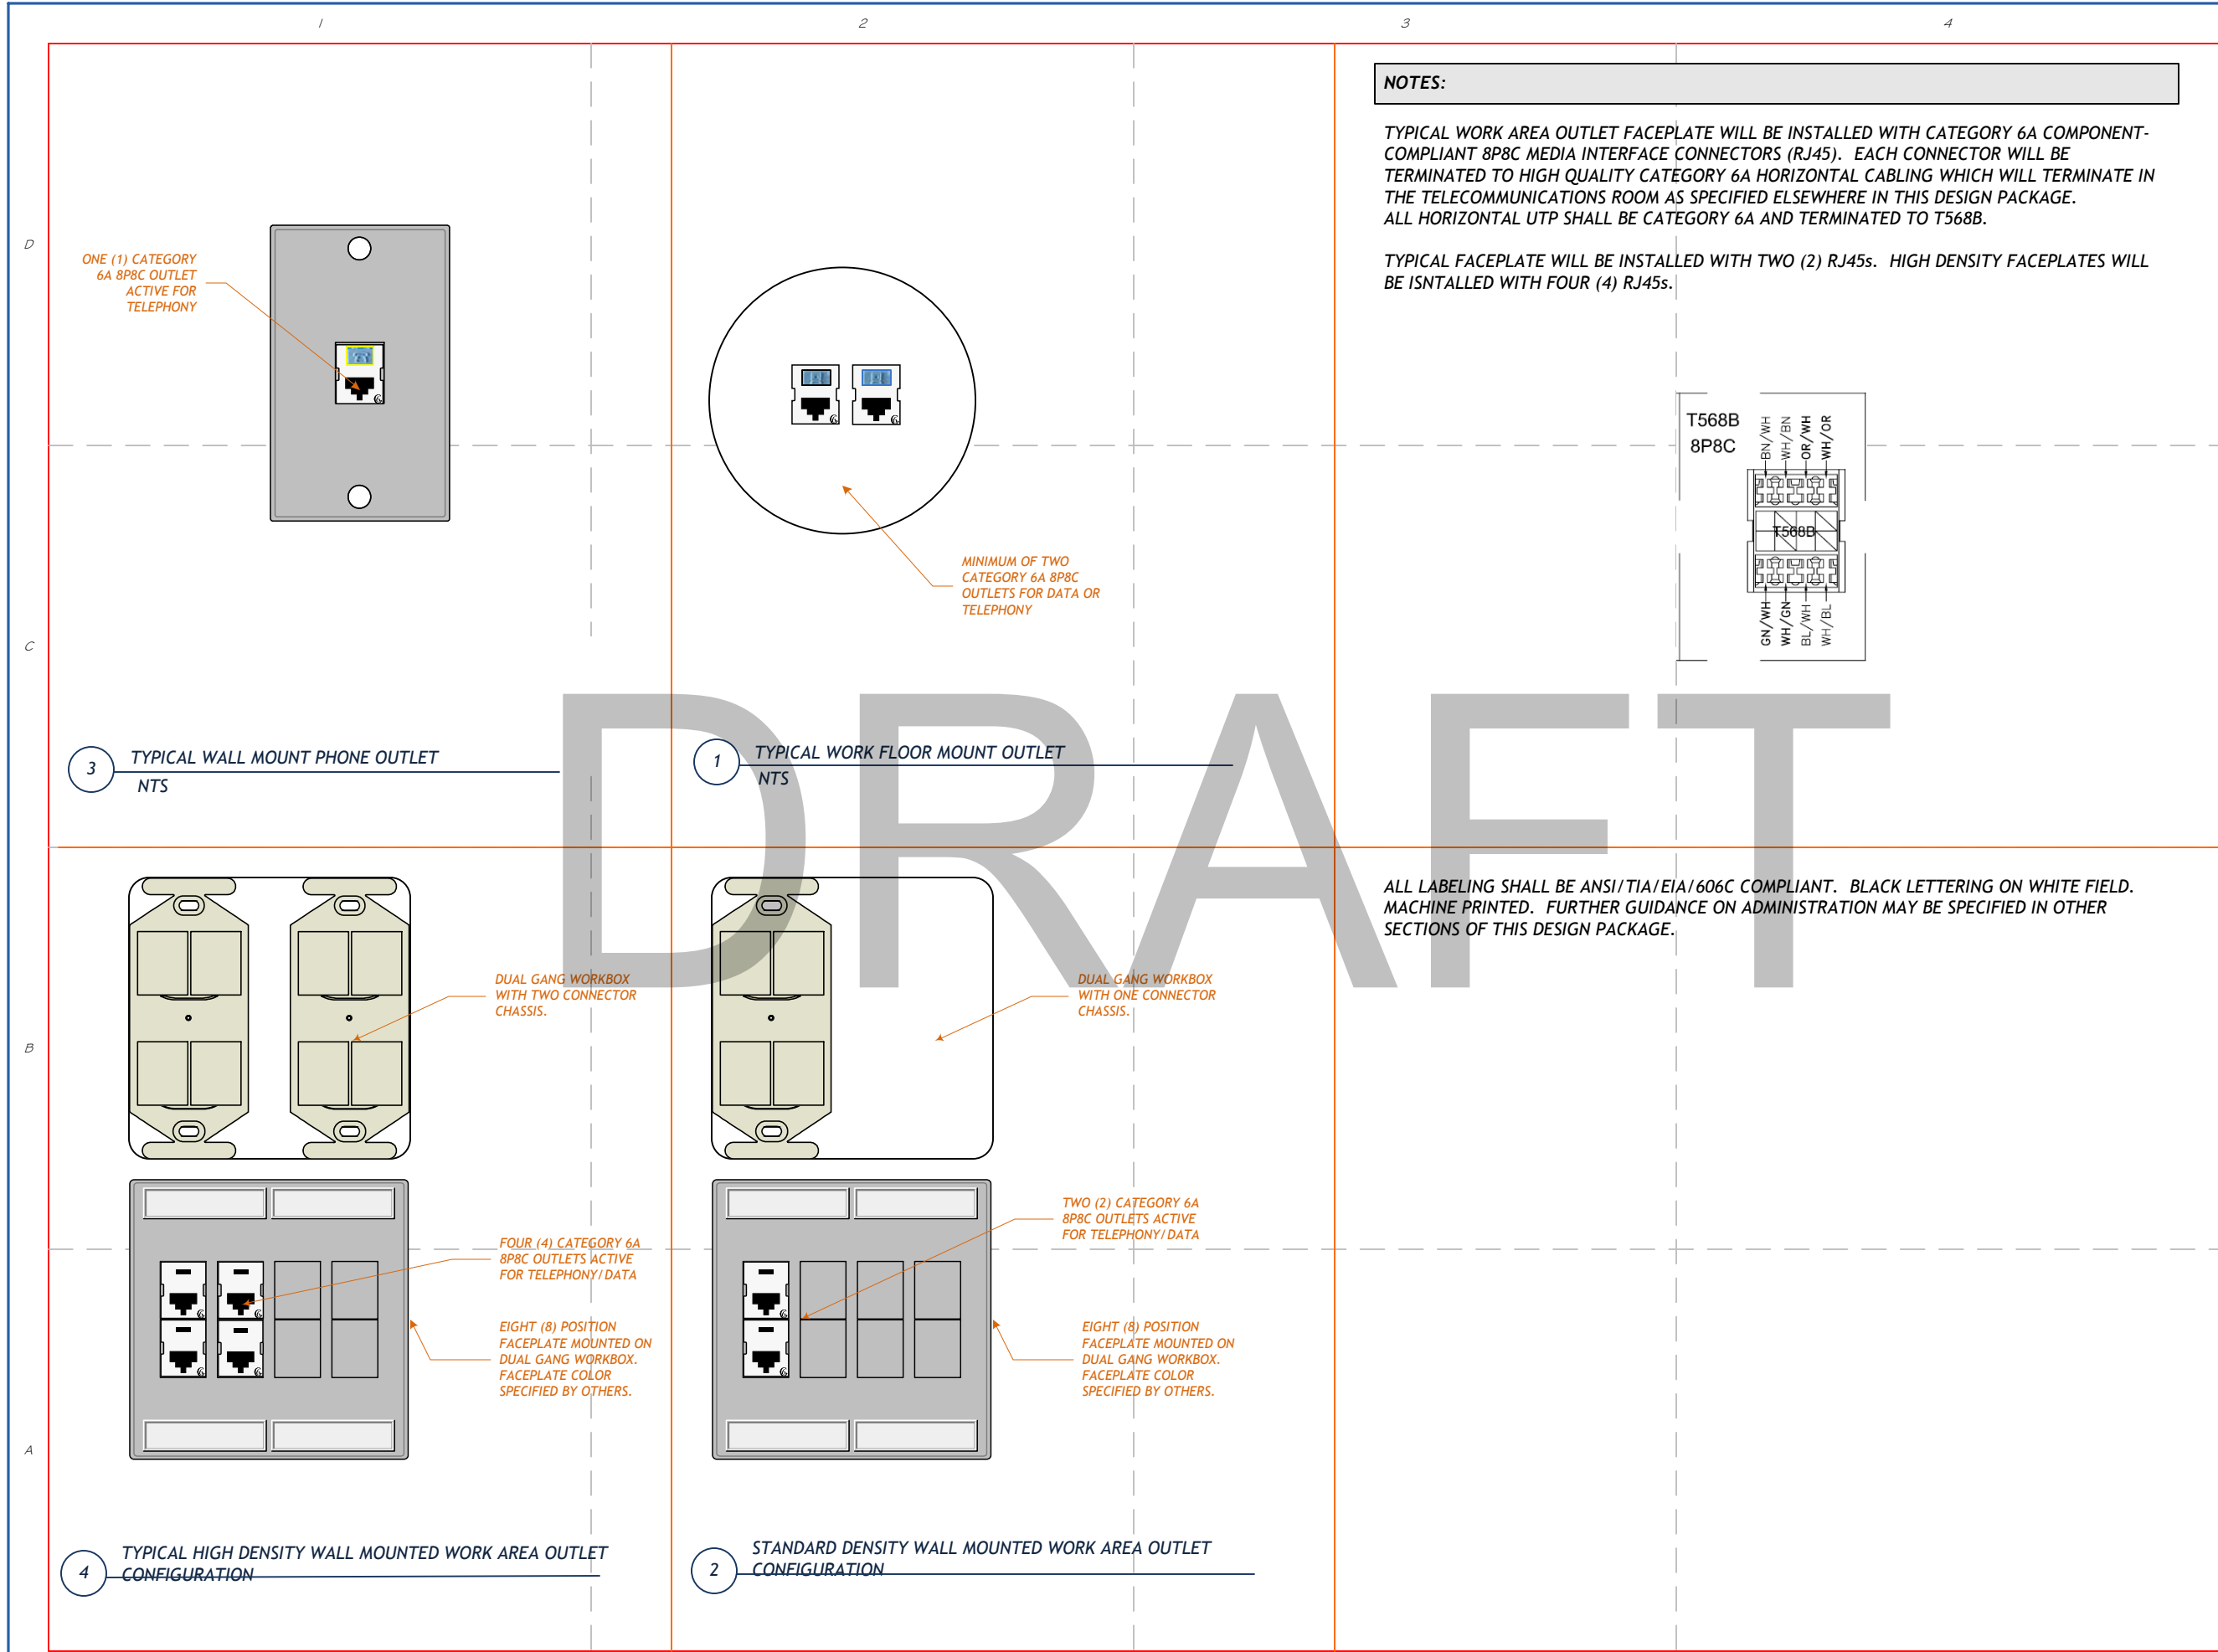 1
2
3
4
D
C
B
A
ONE (1) CATEGORY
6A 8P8C OUTLET
ACTIVE FOR
TELEPHONY
3
TYPICAL WALL MOUNT PHONE OUTLET
NTS
MINIMUM OF TWO
CATEGORY 6A 8P8C
OUTLETS FOR DATA OR
TELEPHONY
1
TYPICAL WORK FLOOR MOUNT OUTLET
NTS
NOTES:
TYPICAL WORK AREA OUTLET FACEPLATE WILL BE INSTALLED WITH CATEGORY 6A COMPONENT-
COMPLIANT 8P8C MEDIA INTERFACE CONNECTORS (RJ45).  EACH CONNECTOR WILL BE
TERMINATED TO HIGH QUALITY CATEGORY 6A HORIZONTAL CABLING WHICH WILL TERMINATE IN
THE TELECOMMUNICATIONS ROOM AS SPECIFIED ELSEWHERE IN THIS DESIGN PACKAGE.
ALL HORIZONTAL UTP SHALL BE CATEGORY 6A AND TERMINATED TO T568B.
TYPICAL FACEPLATE WILL BE INSTALLED WITH TWO (2) RJ45s.  HIGH DENSITY FACEPLATES WILL
BE ISNTALLED WITH FOUR (4) RJ45s.
T568B
8P8C
BN/WH
WH/BN
OR/WH
WH/OR
T568B
GN/WH
WH/GN
BL/WH
WH/BL
DRAFT
DUAL GANG WORKBOX
WITH TWO CONNECTOR
CHASSIS.
FOUR (4) CATEGORY 6A
8P8C OUTLETS ACTIVE
FOR TELEPHONY/DATA
EIGHT (8) POSITION
FACEPLATE MOUNTED ON
DUAL GANG WORKBOX.
FACEPLATE COLOR
SPECIFIED BY OTHERS.
4
TYPICAL HIGH DENSITY WALL MOUNTED WORK AREA OUTLET
CONFIGURATION
DUAL GANG WORKBOX
WITH ONE CONNECTOR
CHASSIS.
TWO (2) CATEGORY 6A
8P8C OUTLETS ACTIVE
FOR TELEPHONY/DATA
EIGHT (8) POSITION
FACEPLATE MOUNTED ON
DUAL GANG WORKBOX.
FACEPLATE COLOR
SPECIFIED BY OTHERS.
2
STANDARD DENSITY WALL MOUNTED WORK AREA OUTLET
CONFIGURATION
ALL LABELING SHALL BE ANSI/TIA/EIA/606C COMPLIANT.  BLACK LETTERING ON WHITE FIELD.
MACHINE PRINTED.  FURTHER GUIDANCE ON ADMINISTRATION MAY BE SPECIFIED IN OTHER
SECTIONS OF THIS DESIGN PACKAGE.